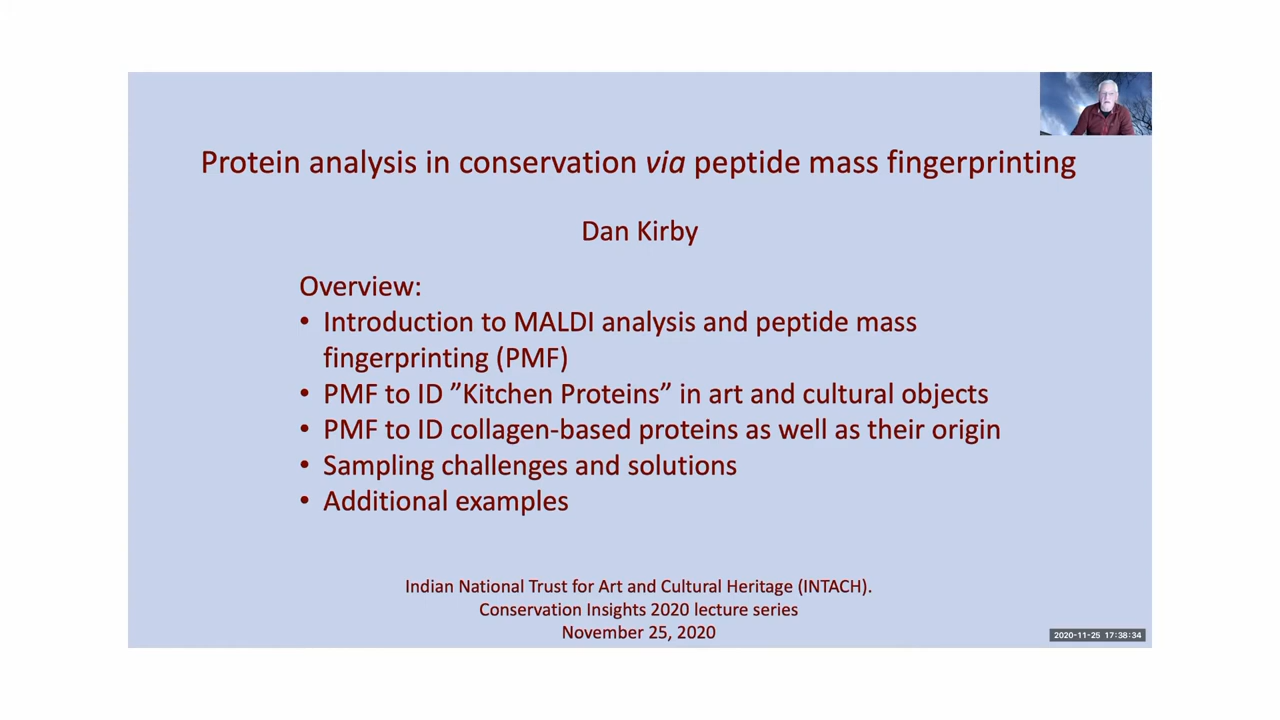 Protein analysis in conservation via peptide mass fingerprinting
Dan Kirby
Overview:
• Introduction to MALDI analysis and peptide mass
fingerprinting (PMF)
• PMF to ID ”Kitchen Proteins” in art and cultural objects
• PMF to ID collagen-based proteins as well as their origin
• Sampling challenges and solutions
• Additional examples
Indian National Trust for Art and Cultural Heritage (INTACH).
Conservation Insights 2020 lecture series
November 25, 2020
2020-11-25 17:38:34